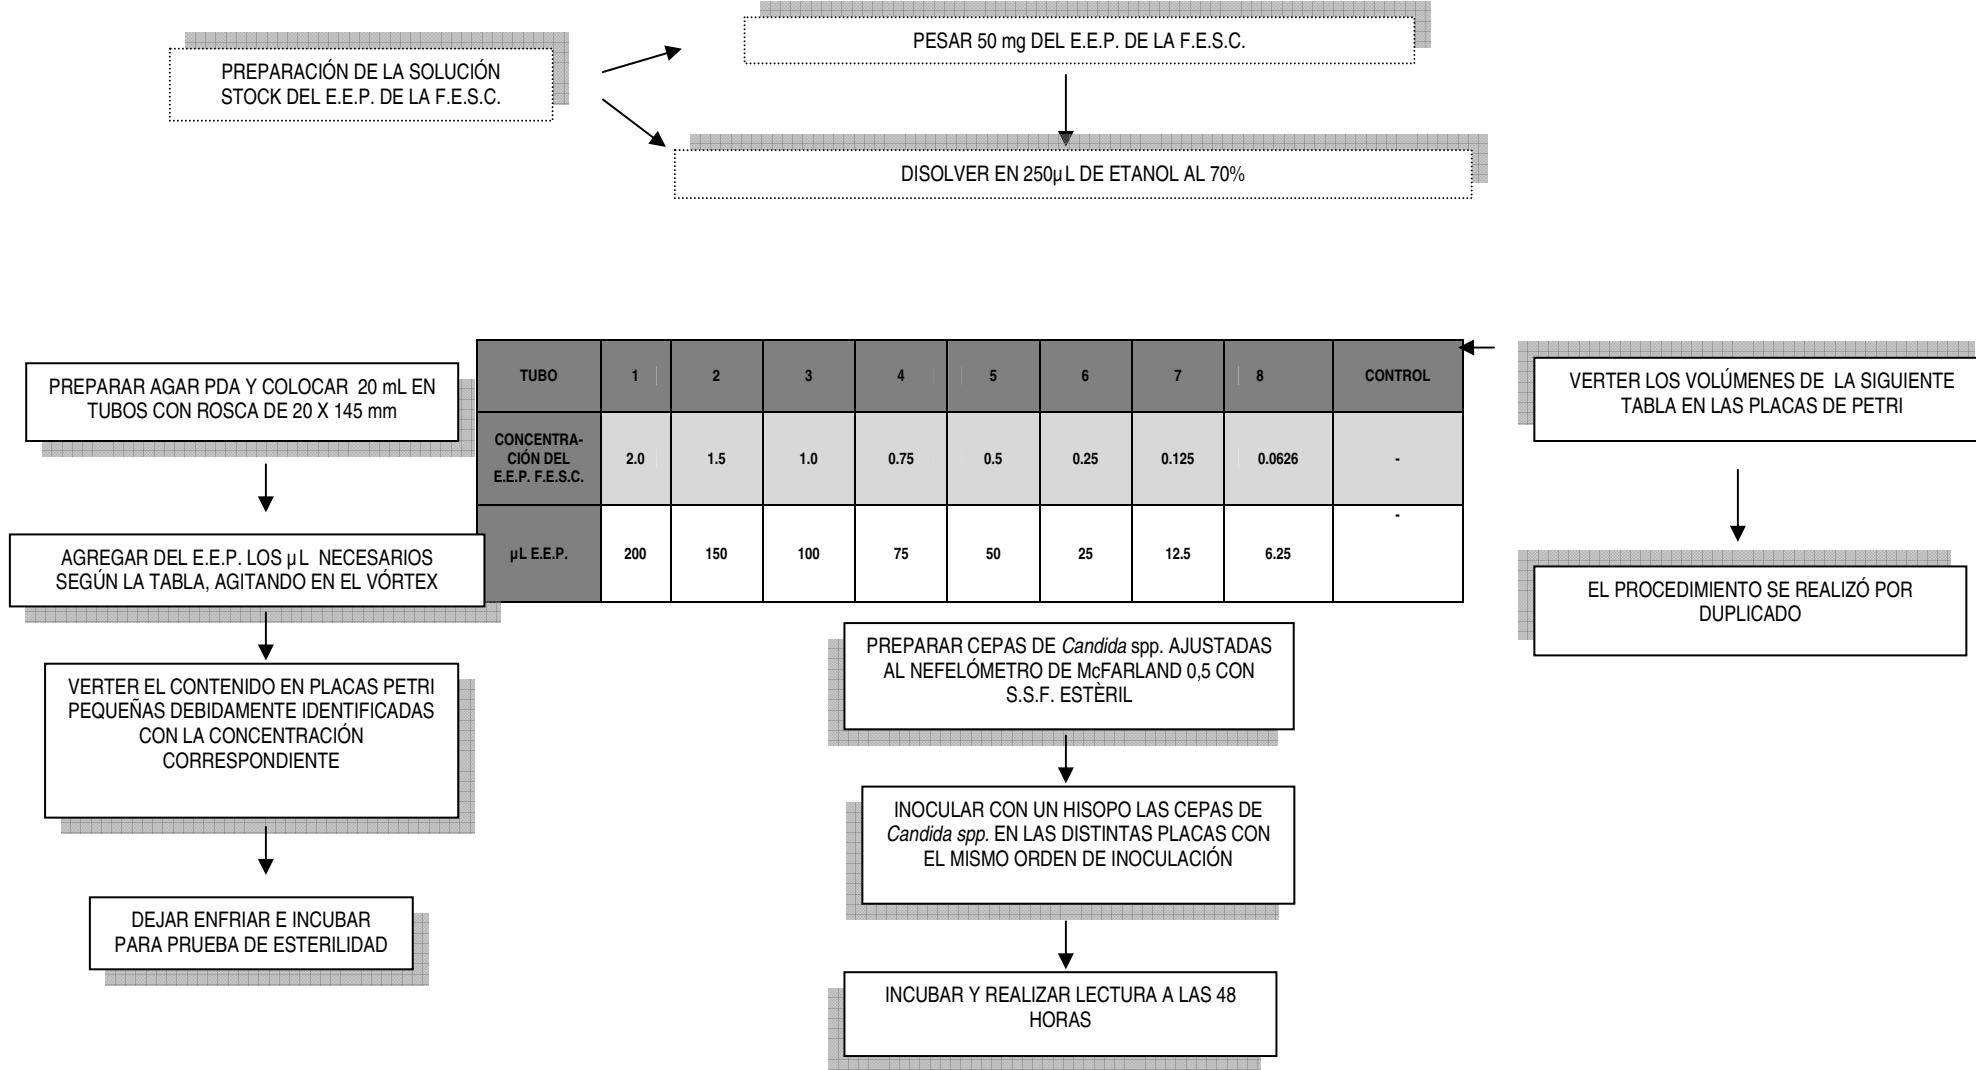 PREPARACIÓN DE LA SOLUCIÓN
STOCK DEL E.E.P. DE LA F.E.S.C.
PESAR 50 mg DEL E.E.P. DE LA F.E.S.C.
DISOLVER EN 250µL DE ETANOL AL 70%
PREPARAR AGAR PDA Y COLOCAR 20 mL EN
TUBOS CON ROSCA DE 20 X 145 mm
AGREGAR DEL E.E.P. LOS µL NECESARIOS
SEGÚN LA TABLA, AGITANDO EN EL VÓRTEX
VERTER EL CONTENIDO EN PLACAS PETRI
PEQUEÑAS DEBIDAMENTE IDENTIFICADAS
CON LA CONCENTRACIÓN
CORRESPONDIENTE
DEJAR ENFRIAR E INCUBAR
PARA PRUEBA DE ESTERILIDAD
TUBO 1 2 3 4 5 6 7 8 CONTROL
CONCENTRA-
CIÓN DEL
E.E.P. F.E.S.C.
2.0 1.5 1.0 0.75 0.5 0.25 0.125 0.0626 -
µL E.E.P. 200 150 100 75 50 25 12.5 6.25 -
PREPARAR CEPAS DE Candida spp. AJUSTADAS
AL NEFELÓMETRO DE McFARLAND 0,5 CON
S.S.F. ESTÈRIL
INOCULAR CON UN HISOPO LAS CEPAS DE
Candida spp. EN LAS DISTINTAS PLACAS CON
EL MISMO ORDEN DE INOCULACIÓN
INCUBAR Y REALIZAR LECTURA A LAS 48
HORAS
VERTER LOS VOLÚMENES DE LA SIGUIENTE
TABLA EN LAS PLACAS DE PETRI
EL PROCEDIMIENTO SE REALIZÓ POR
DUPLICADO